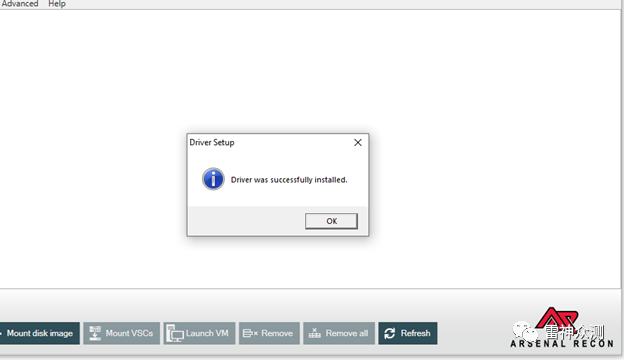 Advanced Help
Driver Setup
Driver was successfully installed.
OK
Mount disk image
Mount VSCs
Launch VM
Remove
Remove all
Refresh
雷神众测
ARSENAL RECON